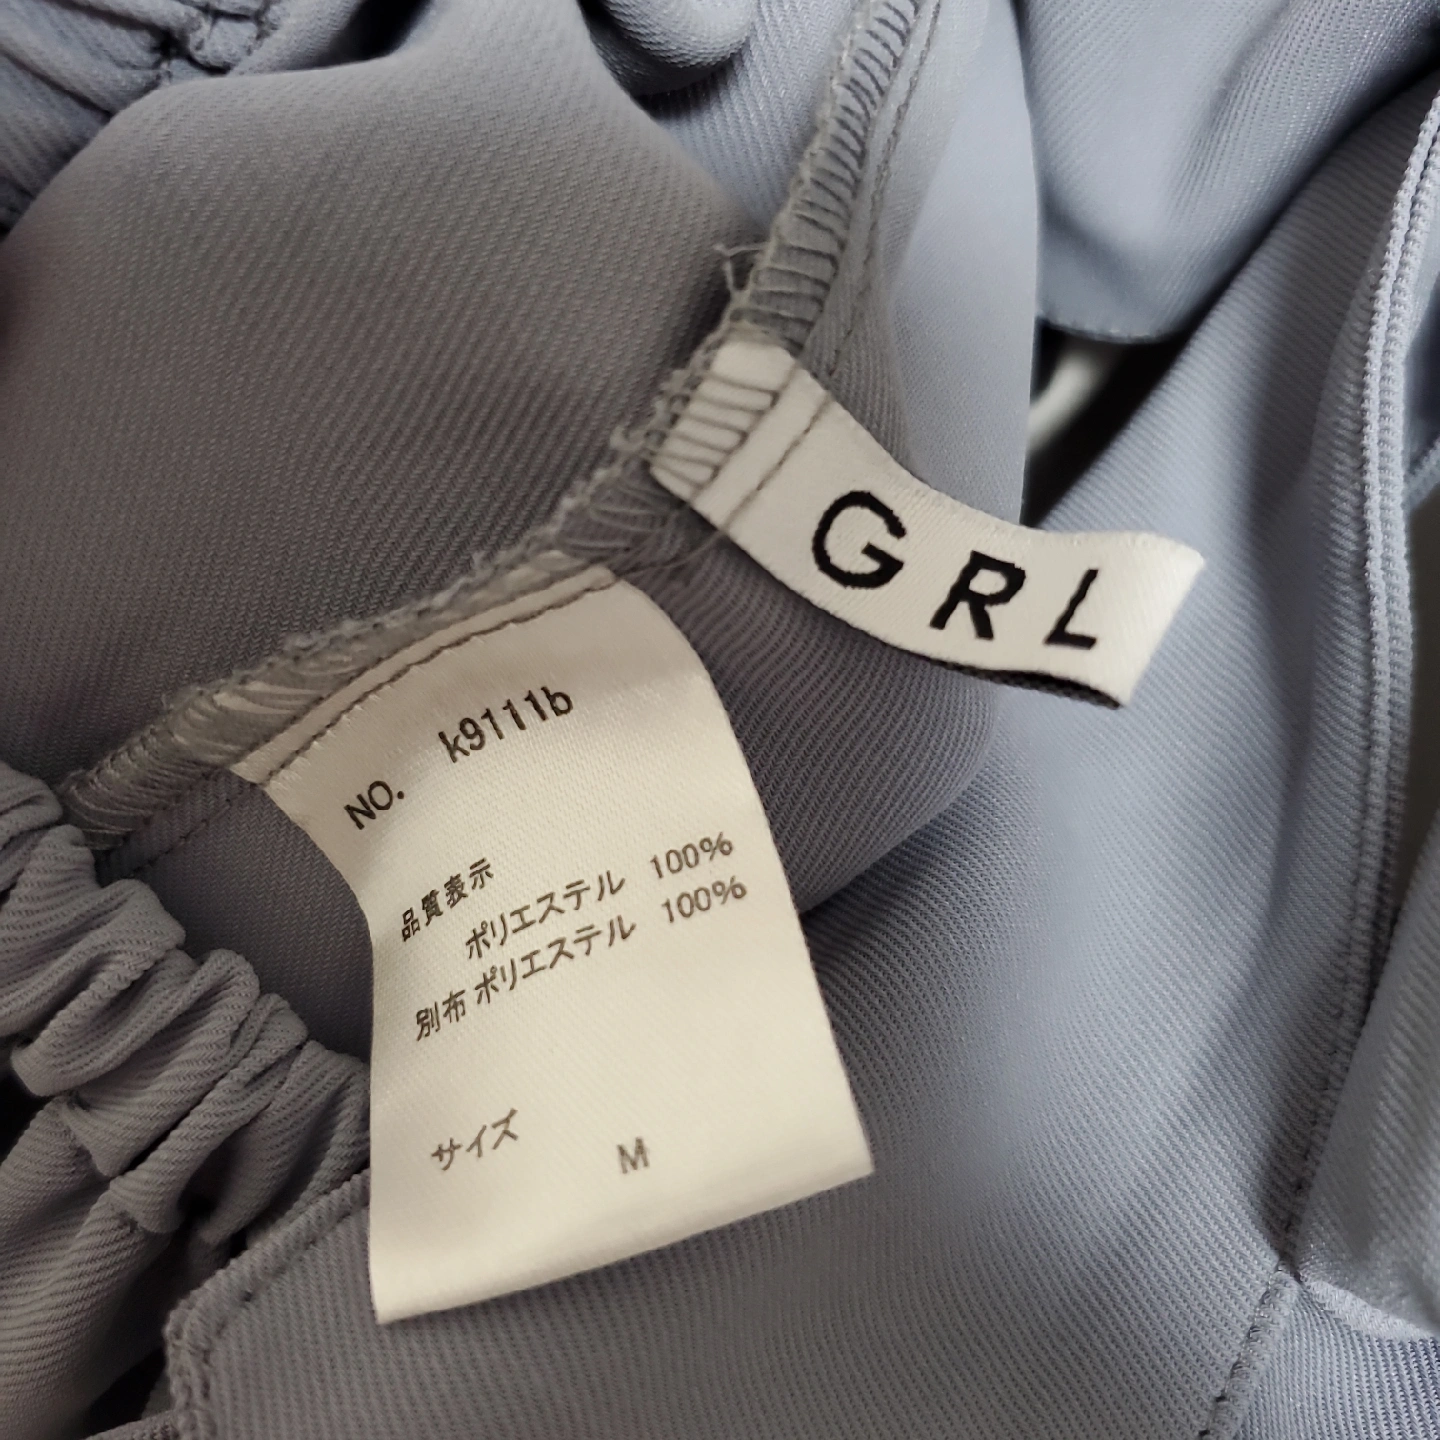 GRL
NO. k9111b
品質表示
ポリエステル 100%
別布 ポリエステル 100%
サイズ M